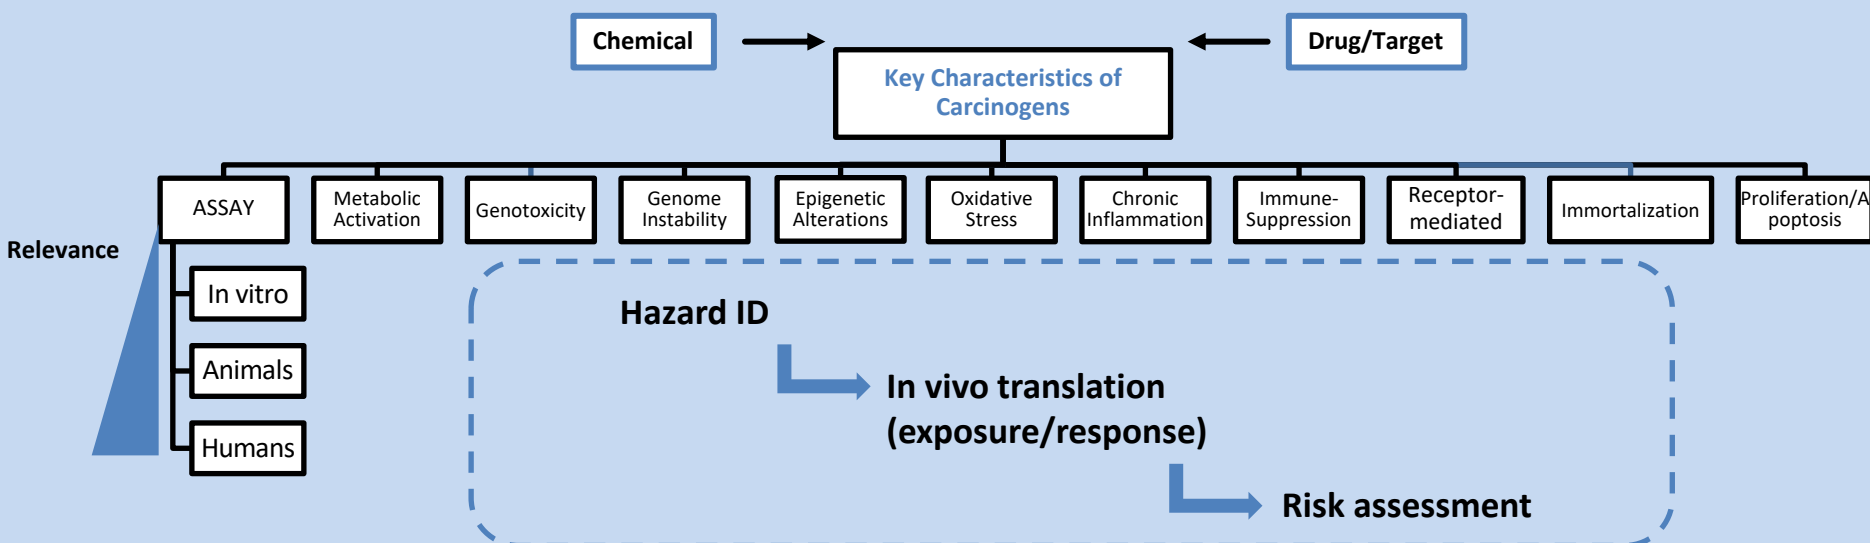 Chemical
Drug/Target
Key Characteristics of
Carcinogens
ASSAY
Metabolic
Activation
Genotoxicity
Genome
Instability
Epigenetic
Alterations
Oxidative
Stress
Chronic
Inflammation
Immune-
Suppression
Receptor-
mediated
Immortalization
Proliferation/A
poptosis
Relevance
In vitro
Animals
Humans
Hazard ID
In vivo translation
(exposure/response)
Risk assessment